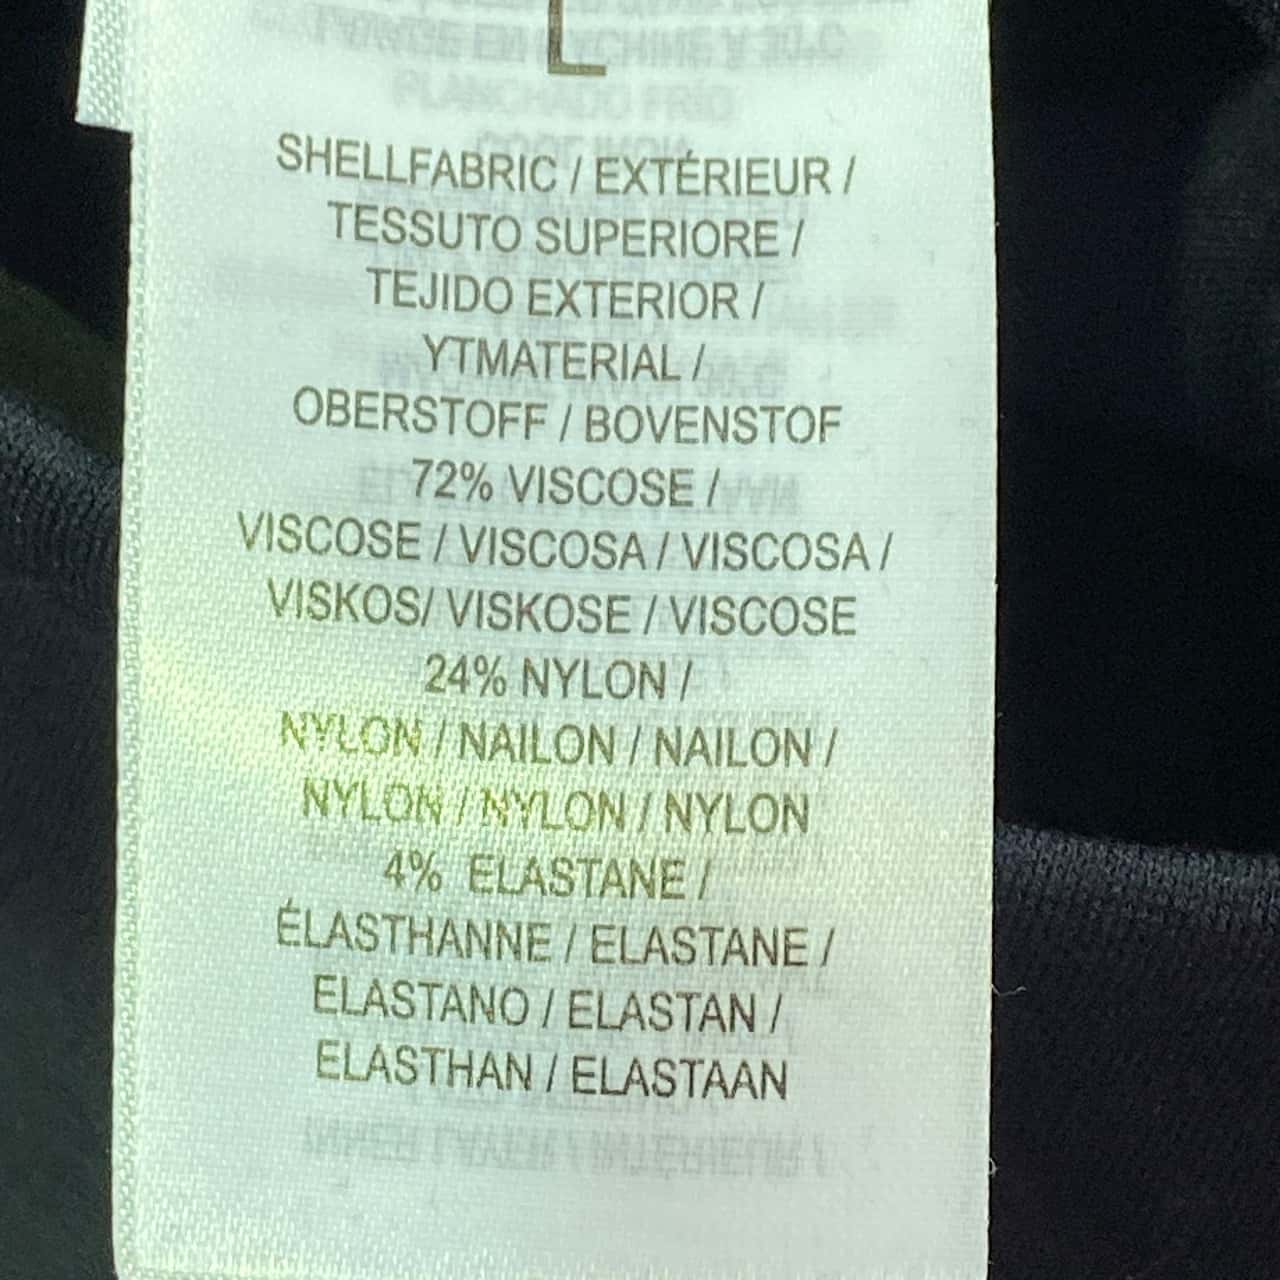 L
SHELLFABRIC / EXTÉRIEUR /
TESSUTO SUPERIORE /
TEJIDO EXTERIOR /
YTMATERIAL /
OBERSTOFF / BOVENSTOF
72% VISCOSE /
VISCOSE / VISCOSA / VISCOSA /
VISKOS/ VISKOSE / VISCOSE
24% NYLON /
NYLON / NAILON / NAILON /
NYLON / NYLON / NYLON
4% ELASTANE /
ÉLASTHANNE / ELASTANE /
ELASTANO / ELASTAN /
ELASTHAN / ELASTAAN